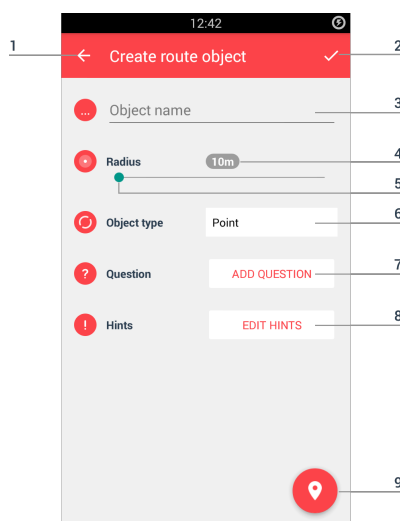 12:42
1
Create route object
2
Object name
3
Radius
10m
4
5
Object type
Point
6
?
Question
ADD QUESTION
7
!
Hints
EDIT HINTS
8
9